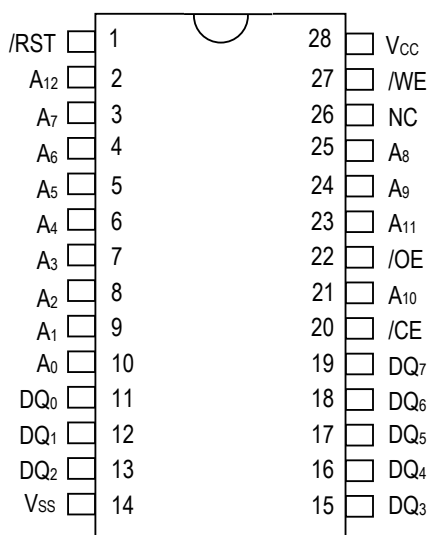 /RST 1 28 VCC
A12 2 27 /WE
A7 3 26 NC
A6 4 25 A8
A5 5 24 A9
A4 6 23 A11
A3 7 22 /OE
A2 8 21 A10
A1 9 20 /CE
A0 10 19 DQ7
DQ0 11 18 DQ6
DQ1 12 17 DQ5
DQ2 13 16 DQ4
VSS 14 15 DQ3